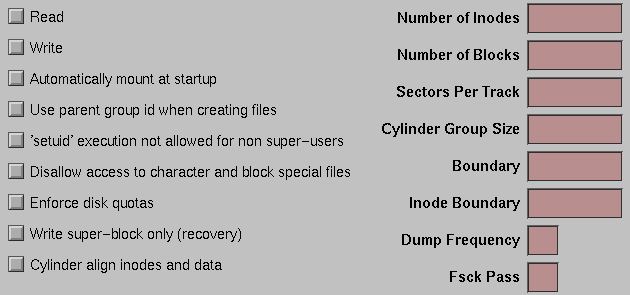 Read
Write
Automatically mount at startup
Use parent group id when creating files
'setuid' execution not allowed for non super-users
Disallow access to character and block special files
Enforce disk quotas
Write super-block only (recovery)
Cylinder align inodes and data
Number of Inodes
Number of Blocks
Sectors Per Track
Cylinder Group Size
Boundary
Inode Boundary
Dump Frequency
Fsck Pass